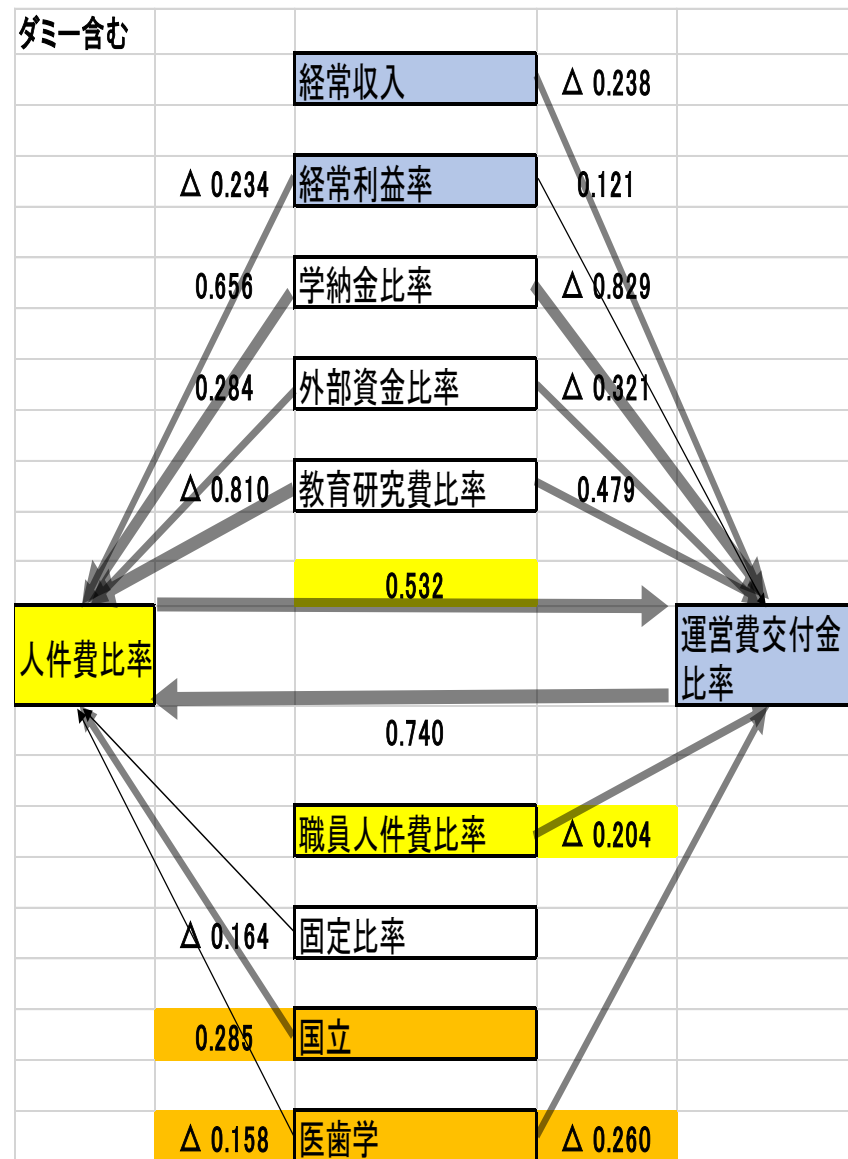 ダミー含む
経常収入 Δ 0.238
Δ 0.234 経常利益率 0.121
0.656 学納金比率 Δ 0.829
0.284 外部資金比率 Δ 0.321
Δ 0.810 教育研究費比率 0.479
0.532
人件費比率
運営費交付金
比率
0.740
職員人件費比率 Δ 0.204
Δ 0.164 固定比率
0.285 国立
Δ 0.158 医歯学 Δ 0.260